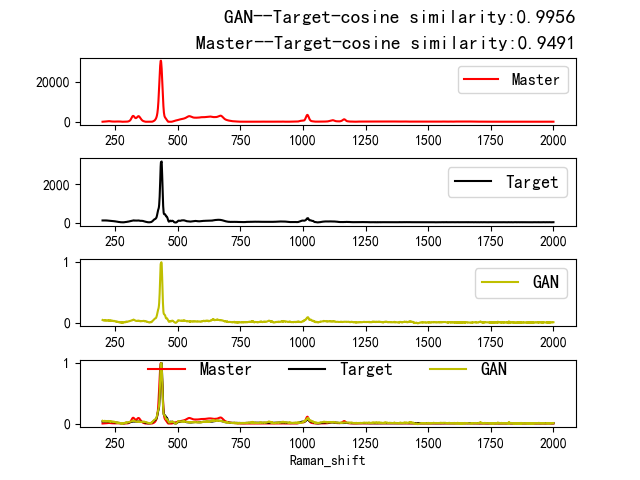 GAN--Target-cosine similarity:0.9956
Master--Target-cosine similarity:0.9491
20000
0
Master
250 500 750 1000 1250 1500 1750 2000
2000
0
Target
250 500 750 1000 1250 1500 1750 2000
1
0
GAN
250 500 750 1000 1250 1500 1750 2000
1
0
Master Target GAN
250 500 750 1000 1250 1500 1750 2000
Raman_shift